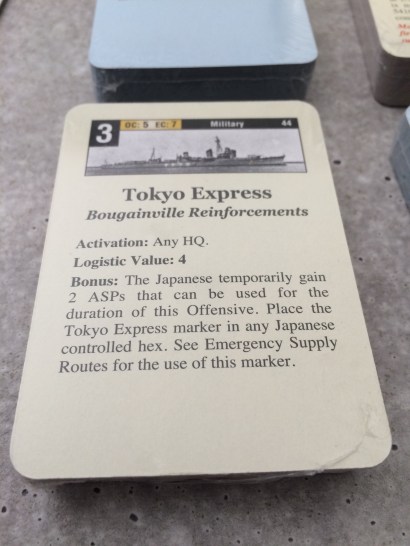 3 OC: 5 EC: 7 Military 44
Tokyo Express
Bougainville Reinforcements
Activation: Any HQ.
Logistic Value: 4
Bonus: The Japanese temporarily gain
2 ASPs that can be used for the
duration of this Offensive. Place the
Tokyo Express marker in any Japanese
controlled hex. See Emergency Supply
Routes for the use of this marker.